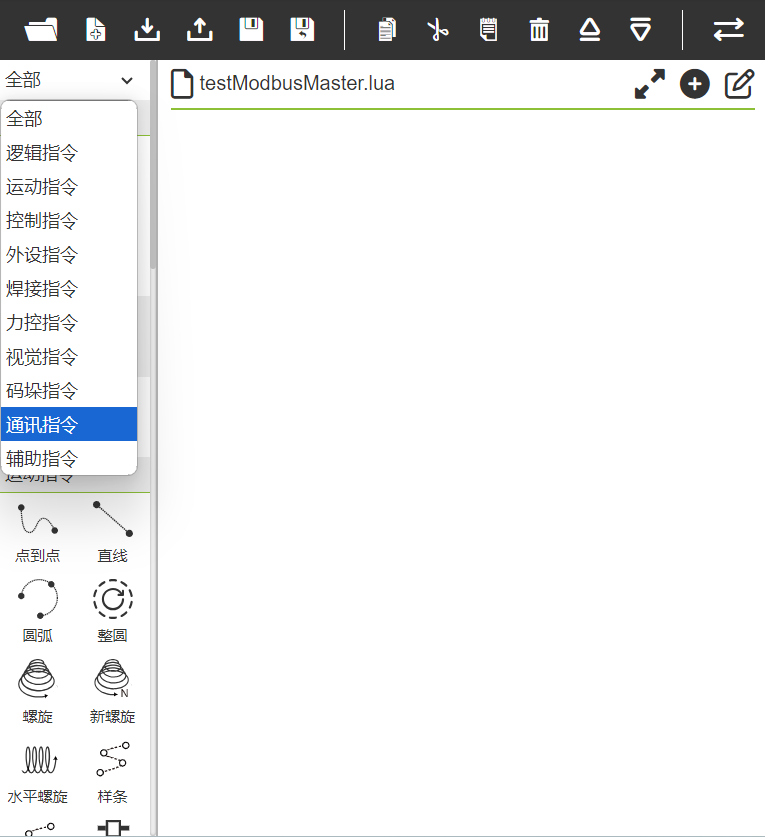 全部
testModbusMaster.lua
全部
逻辑指令
运动指令
控制指令
外设指令
焊接指令
力控指令
视觉指令
码垛指令
通讯指令
辅助指令
运动指令
点到点 直线
圆弧 整圆
N
螺旋 新螺旋
水平螺旋 样条